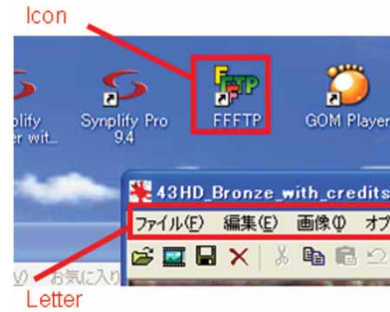 Icon
plify
er wit...
Synplify Pro
9.4
FFFTP
GOM Player
43HD_Bronze_with_credits
ファイル(F) 編集(E) 画像(I) オプ
V) お気に入り
Letter